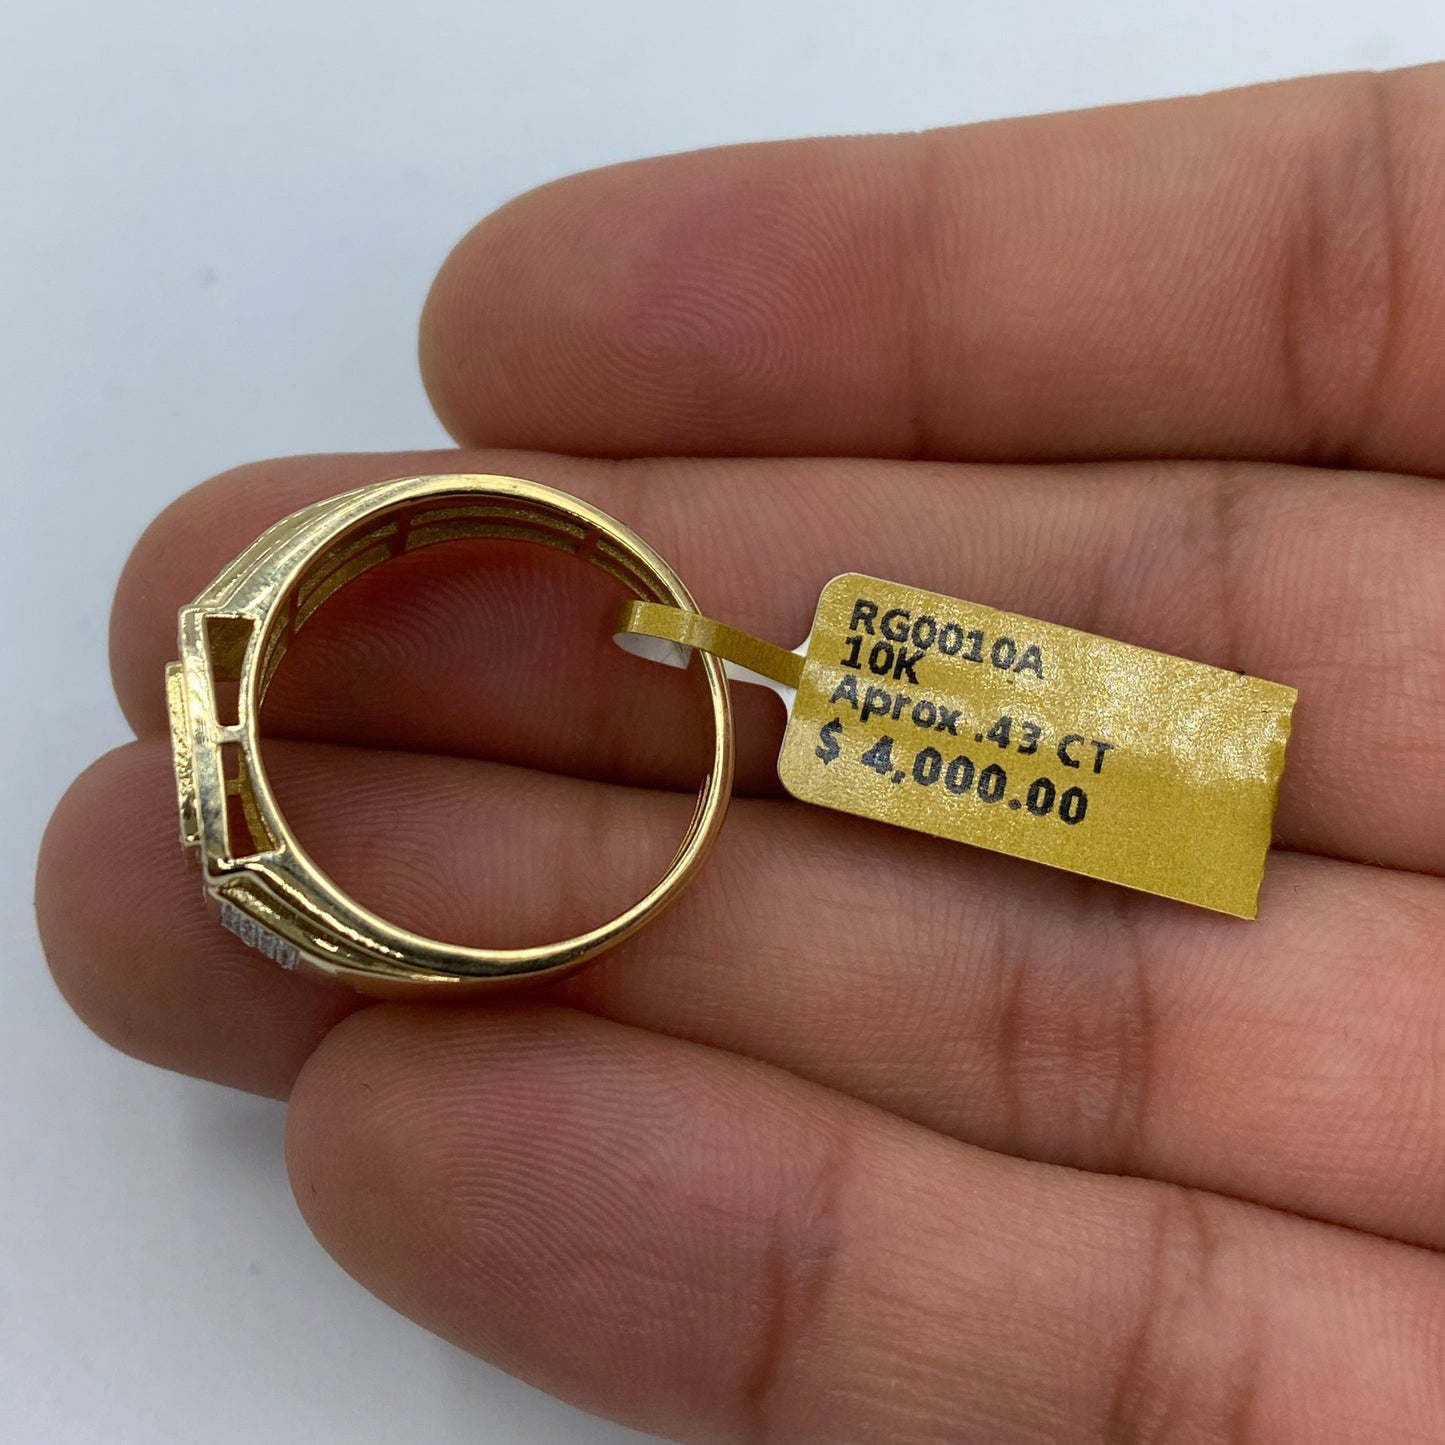 RG0010A
10K
Aprox .43 CT
$ 4,000.00